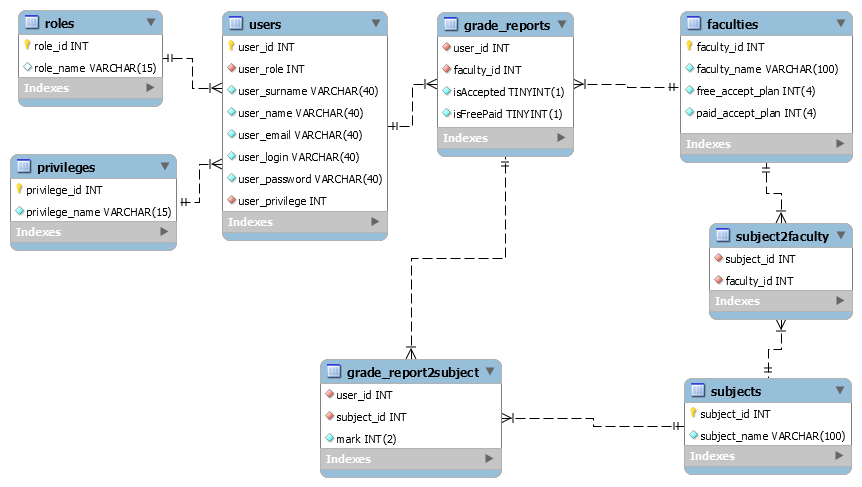 roles
role_id INT
role_name VARCHAR(15)
Indexes
privileges
privilege_id INT
privilege_name VARCHAR(15)
Indexes
users
user_id INT
user_role INT
user_surname VARCHAR(40)
user_name VARCHAR(40)
user_email VARCHAR(40)
user_login VARCHAR(40)
user_password VARCHAR(40)
user_privilege INT
Indexes
grade_reports
user_id INT
faculty_id INT
isAccepted TINYINT(1)
isFreePaid TINYINT(1)
Indexes
faculties
faculty_id INT
faculty_name VARCHAR(100)
free_accept_plan INT(4)
paid_accept_plan INT(4)
Indexes
subject2faculty
subject_id INT
faculty_id INT
Indexes
grade_report2subject
user_id INT
subject_id INT
mark INT(2)
Indexes
subjects
subject_id INT
subject_name VARCHAR(100)
Indexes